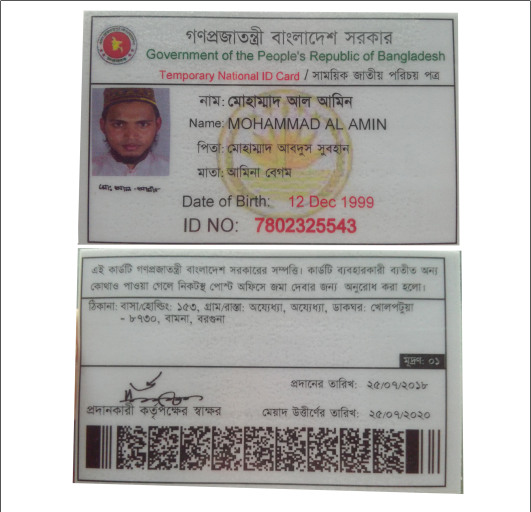 গণপ্রজাতন্ত্রী বাংলাদেশ সরকার
Government of the People's Republic of Bangladesh
Temporary National ID Card / সাময়িক জাতীয় পরিচয় পত্র
নাম: মোহাম্মাদ আল আমিন
Name: MOHAMMAD AL AMIN
পিতা: মোহাম্মাদ আবদুস সুবহান
মাতা: আমিনা বেগম
Date of Birth: 12 Dec 1999
ID NO: 7802325543
এই কার্ডটি গণপ্রজাতন্ত্রী বাংলাদেশ সরকারের সম্পত্তি। কার্ডটি ব্যবহারকারী ব্যতীত অন্য
কোথাও পাওয়া গেলে নিকটস্থ পোস্ট অফিসে জমা দেবার জন্য অনুরোধ করা হলো।
ঠিকানা: বাসা/হোল্ডিং: ১৫৩, গ্রাম/রাস্তা: অযোধ্যা, অযোধ্যা, ডাকঘর: খোলপটুয়া
- ৮৭৩০, বামনা, বরগুনা
মুদ্রণ: ০১
প্রদানের তারিখ: ২৫/০৭/২০১৮
প্রদানকারী কর্তৃপক্ষের স্বাক্ষর মেয়াদ উত্তীর্ণের তারিখ: ২৫/০৭/২০২০